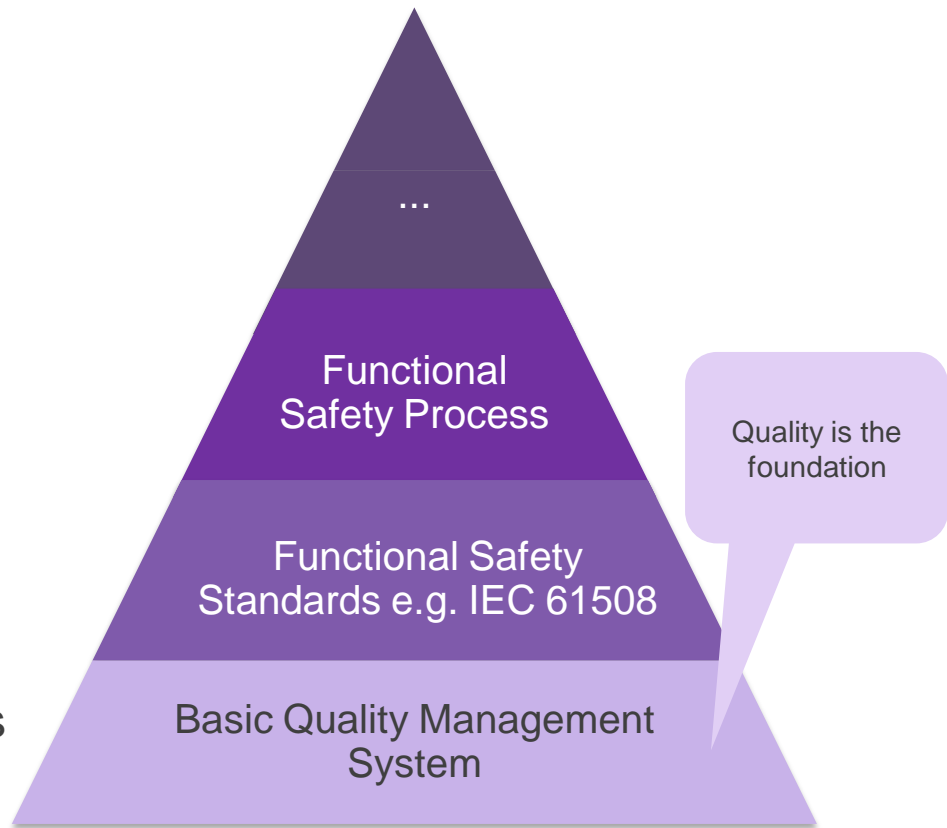 ...
Functional
Safety Process
Quality is the
foundation
Functional Safety
Standards e.g. IEC 61508
s
Basic Quality Management
System